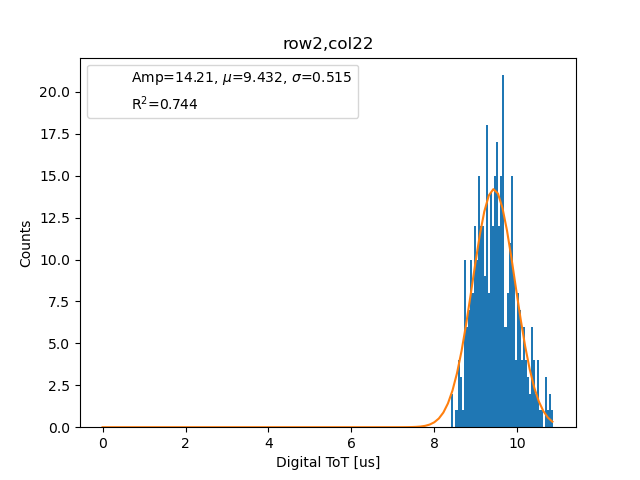 row2,col22
Amp=14.21, μ=9.432, σ=0.515
R²=0.744
20.0
17.5
15.0
12.5
10.0
7.5
5.0
2.5
0.0
Counts
0 2 4 6 8 10
Digital ToT [us]